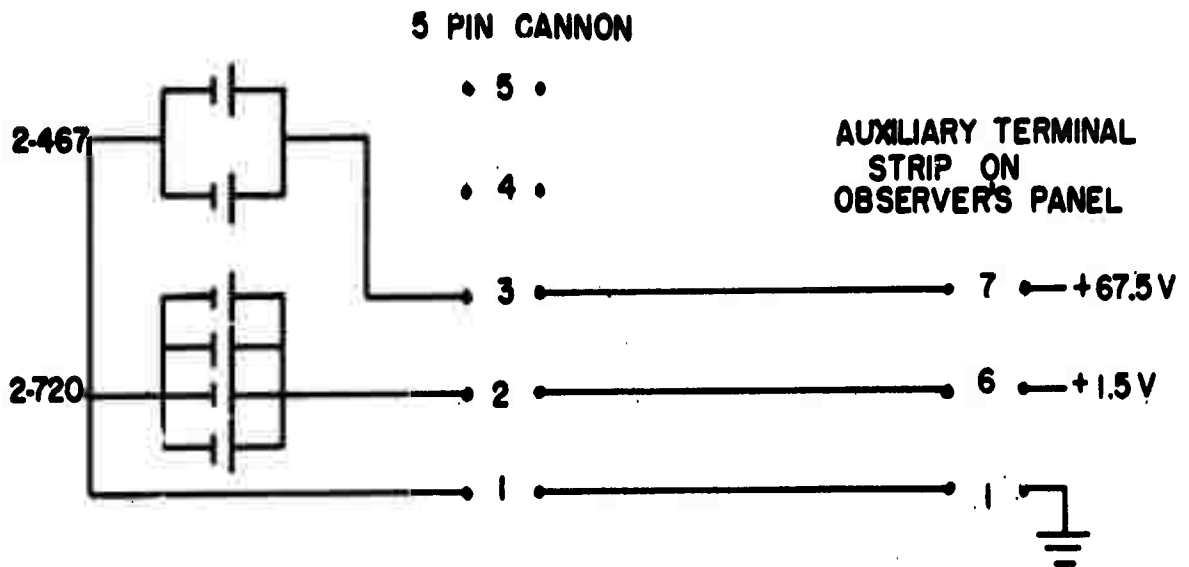 5 PIN CANNON
5
2-467
AUXILIARY TERMINAL
STRIP ON
OBSERVER'S PANEL
4
3
7
+67.5 V
2-720
2
6
+1.5 V
1
1